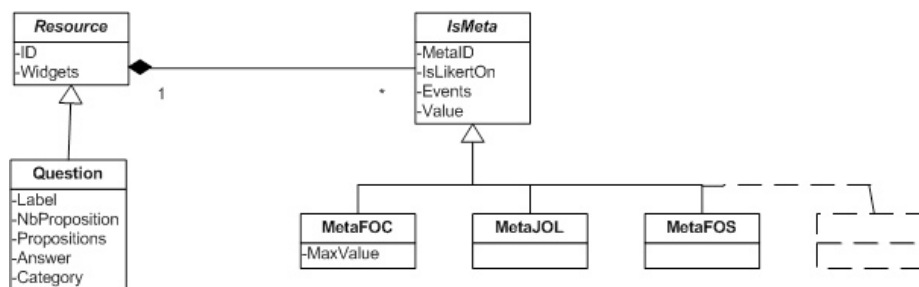 Resource
-ID
-Widgets
1
*
IsMeta
-MetaID
-IsLikertOn
-Events
-Value
Question
-Label
-NbProposition
-Propositions
-Answer
-Category
MetaFOC
-MaxValue
MetaJOL
MetaFOS